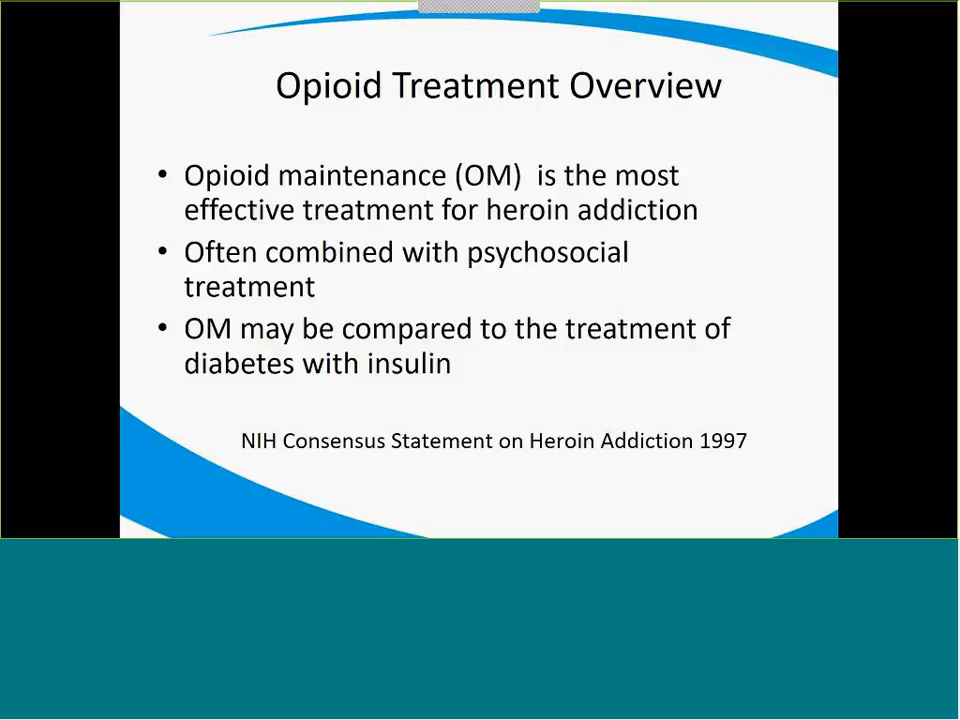 Opioid Treatment Overview
• Opioid maintenance (OM)  is the most
effective treatment for heroin addiction
• Often combined with psychosocial
treatment
• OM may be compared to the treatment of
diabetes with insulin
NIH Consensus Statement on Heroin Addiction 1997